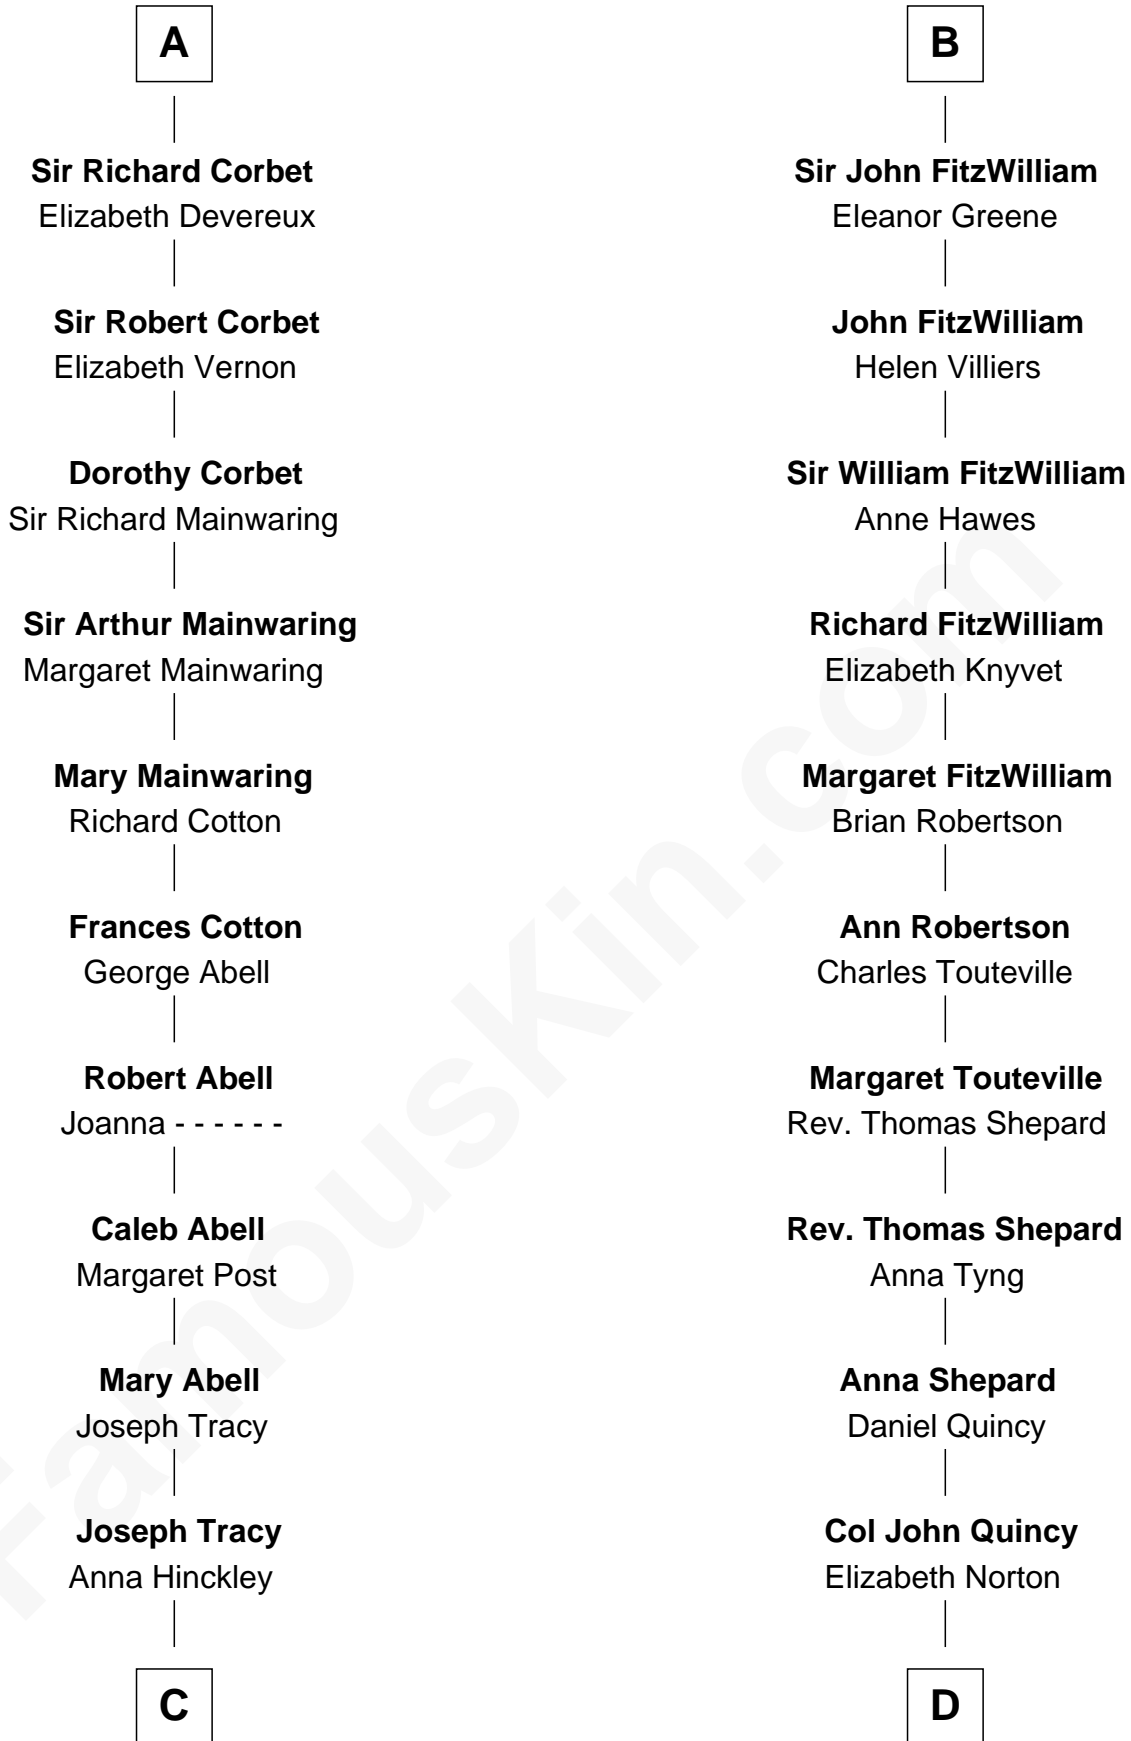 A
Sir Richard Corbet
Elizabeth Devereux
Sir Robert Corbet
Elizabeth Vernon
Dorothy Corbet
Sir Richard Mainwaring
Sir Arthur Mainwaring
Margaret Mainwaring
Mary Mainwaring
Richard Cotton
Frances Cotton
George Abell
Robert Abell
Joanna - - - - - -
Caleb Abell
Margaret Post
Mary Abell
Joseph Tracy
Joseph Tracy
Anna Hinckley
C
B
Sir John FitzWilliam
Eleanor Greene
John FitzWilliam
Helen Villiers
Sir William FitzWilliam
Anne Hawes
Richard FitzWilliam
Elizabeth Knyvet
Margaret FitzWilliam
Brian Robertson
Ann Robertson
Charles Touteville
Margaret Touteville
Rev. Thomas Shepard
Rev. Thomas Shepard
Anna Tyng
Anna Shepard
Daniel Quincy
Col John Quincy
Elizabeth Norton
D
FamousKin.com